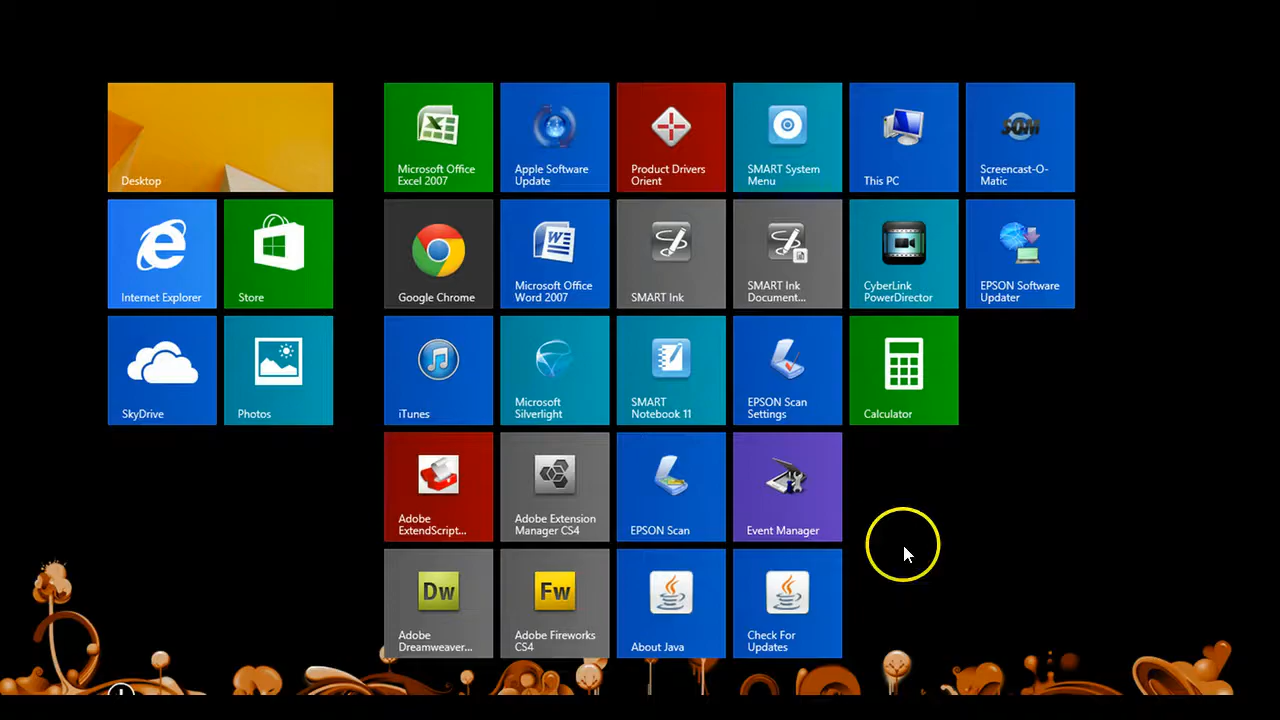 Desktop
Internet Explorer
Store
SkyDrive
Photos
Microsoft Office
Excel 2007
Apple Software
Update
Product Drivers
Orient
SMART System
Menu
This PC
SOM
Screencast-O-
Matic
Google Chrome
W
Microsoft Office
Word 2007
SMART Ink
SMART Ink
Document...
CyberLink
PowerDirector
EPSON Software
Updater
iTunes
Microsoft
Silverlight
SMART
Notebook 11
EPSON Scan
Settings
Calculator
Adobe
ExtendScript...
Adobe Extension
Manager CS4
EPSON Scan
Event Manager
Dw
Adobe
Dreamweaver...
Fw
Adobe Fireworks
CS4
About Java
Check For
Updates